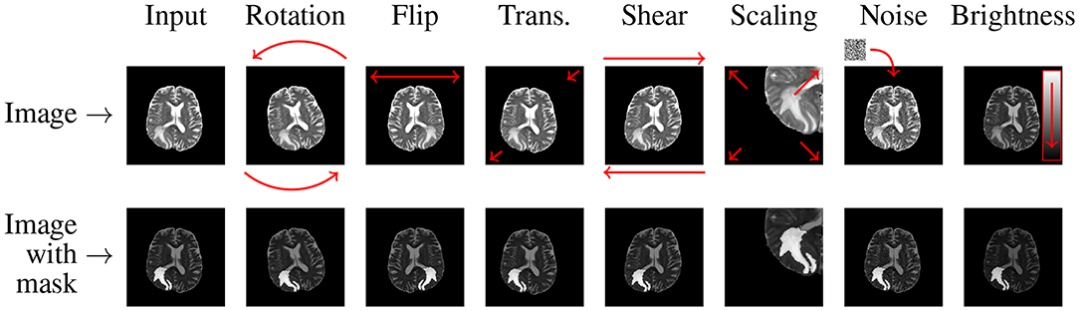 Input Rotation Flip Trans. Shear Scaling Noise Brightness
Image →
Image
with →
mask